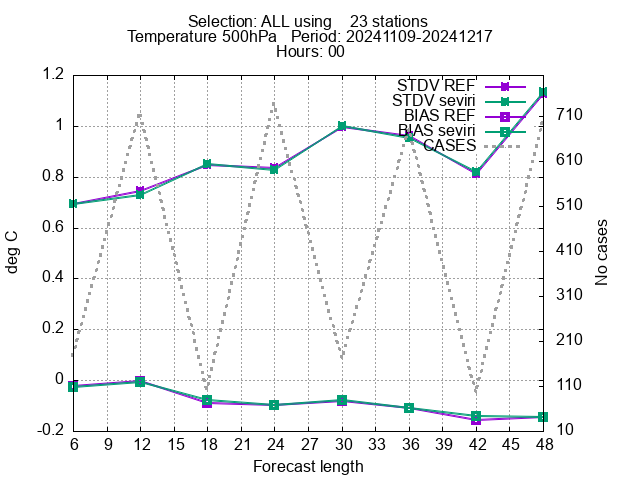 Selection: ALL using    23 stations
Temperature 500hPa   Period: 20241109-20241217
Hours: 00
STDV REF
STDV seviri
BIAS REF
BIAS seviri
CASES
1.2
1
0.8
0.6
0.4
0.2
0
-0.2
deg C
710
610
510
410
310
210
110
10
No cases
6 9 12 15 18 21 24 27 30 33 36 39 42 45 48
Forecast length